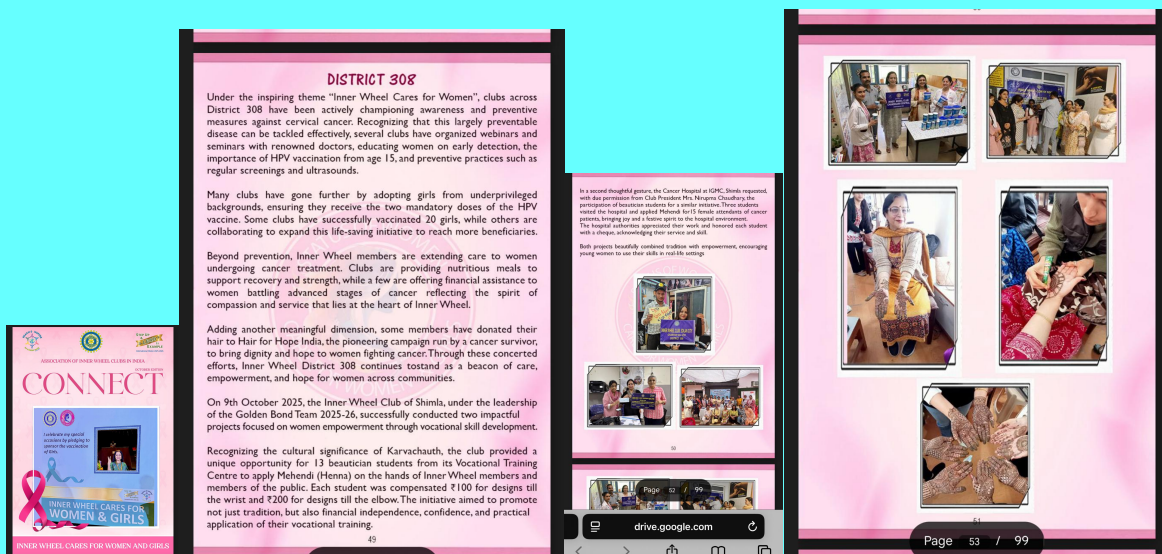 ASSOCIATION OF INNER WHEEL CLUBS IN INDIA
OCTOBER EDITION
CONNECT
I celebrate my special
occasions by pledging to
sponsor the vaccination
of Girls.
INNER WHEEL CARES FOR
WOMEN & GIRLS
INNER WHEEL CARES FOR WOMEN AND GIRLS
DISTRICT 308
Under the inspiring theme “Inner Wheel Cares for Women”, clubs across
District 308 have been actively championing awareness and preventive
measures against cervical cancer. Recognizing that this largely preventable
disease can be tackled effectively, several clubs have organized webinars and
seminars with renowned doctors, educating women on early detection, the
importance of HPV vaccination from age 15, and preventive practices such as
regular screenings and ultrasounds.
Many clubs have gone further by adopting girls from underprivileged
backgrounds, ensuring they receive the two mandatory doses of the HPV
vaccine. Some clubs have successfully vaccinated 20 girls, while others are
collaborating to expand this life-saving initiative to reach more beneficiaries.
Beyond prevention, Inner Wheel members are extending care to women
undergoing cancer treatment. Clubs are providing nutritious meals to
support recovery and strength, while a few are offering financial assistance to
women battling advanced stages of cancer reflecting the spirit of
compassion and service that lies at the heart of Inner Wheel.
Adding another meaningful dimension, some members have donated their
hair to Hair for Hope India, the pioneering campaign run by a cancer survivor,
to bring dignity and hope to women fighting cancer. Through these concerted
efforts, Inner Wheel District 308 continues tostand as a beacon of care,
empowerment, and hope for women across communities.
On 9th October 2025, the Inner Wheel Club of Shimla, under the leadership
of the Golden Bond Team 2025-26, successfully conducted two impactful
projects focused on women empowerment through vocational skill development.
Recognizing the cultural significance of Karvachauth, the club provided a
unique opportunity for 13 beautician students from its Vocational Training
Centre to apply Mehendi (Henna) on the hands of Inner Wheel members and
members of the public. Each student was compensated ₹100 for designs till
the wrist and ₹200 for designs till the elbow. The initiative aimed to promote
not just tradition, but also financial independence, confidence, and practical
application of their vocational training.
49
In a second thoughtful gesture, the Cancer Hospital at IGMC, Shimla requested,
with due permission from Club President Mrs. Nirupma Chaudhary, the
participation of beautician students for a similar initiative. Three students
visited the hospital and applied Mehendi for15 female attendants of cancer
patients, bringing joy and a festive spirit to the hospital environment.
The hospital authorities appreciated their work and honored each student
with a cheque, acknowledging their service and skill.
Both projects beautifully combined tradition with empowerment, encouraging
young women to use their skills in real-life settings
50
Page 52 / 99
drive.google.com
51
Page 53 / 99